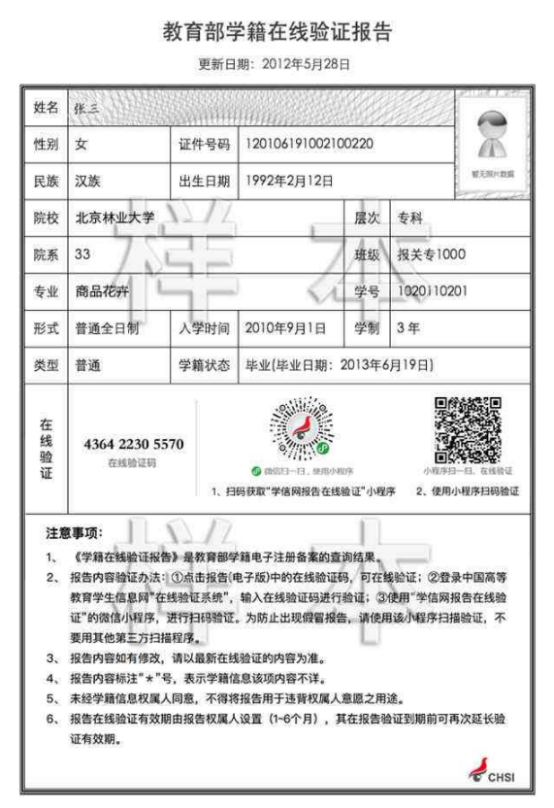 教育部学籍在线验证报告
更新日期：2012年5月28日
姓名 张三
性别 女 证件号码 120106191002100220
暂无照片数据
民族 汉族 出生日期 1992年2月12日
院校 北京林业大学 层次 专科
院系 33 班级 报关专1000
专业 商品花卉 学号 1020110201
形式 普通全日制 入学时间 2010年9月1日 学制 3 年
类型 普通 学籍状态 毕业(毕业日期：2013年6月19日)
样本
在线验证
4364 2230 5570
在线验证码
微信扫一扫，使用小程序
小程序扫一扫，在线验证
1、扫码获取“学信网报告在线验证”小程序
2、使用小程序扫码验证
注意事项：
样本
1、《学籍在线验证报告》是教育部学籍电子注册备案的查询结果。
2、报告内容验证办法：①点击报告(电子版)中的在线验证码，可在线验证；②登录中国高等
教育学生信息网“在线验证系统”，输入在线验证码进行验证；③使用“学信网报告在线验
证”的微信小程序，进行扫码验证。为防止出现假冒报告，请使用该小程序扫描验证，不
要用其他第三方扫描程序。
3、报告内容如有修改，请以最新在线验证的内容为准。
4、报告内容标注“*”号，表示学籍信息该项内容不详。
5、未经学籍信息权属人同意，不得将报告用于违背权属人意愿之用途。
6、报告在线验证有效期由报告权属人设置（1-6个月），其在报告验证到期前可再次延长验
证有效期。
CHSI